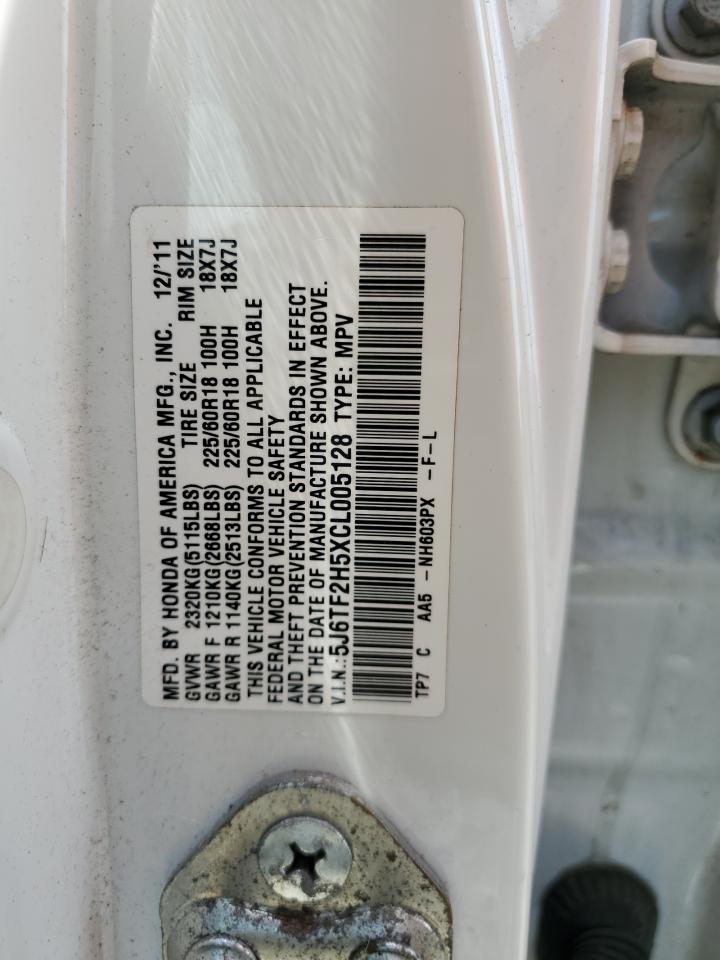 MFD. BY HONDA OF AMERICA MFG., INC. 12/'11
GVWR 2320KG(5115LBS) TIRE SIZE RIM SIZE
GAWR F 1210KG(2668LBS) 225/60R18 100H 18X7J
GAWR R 1140KG(2513LBS) 225/60R18 100H 18X7J
THIS VEHICLE CONFORMS TO ALL APPLICABLE
FEDERAL MOTOR VEHICLE SAFETY
AND THEFT PREVENTION STANDARDS IN EFFECT
ON THE DATE OF MANUFACTURE SHOWN ABOVE.
V.I.N.:5J6TF2H5XCL005128 TYPE: MPV
TP7 C AA5 -NH603PX -F-L